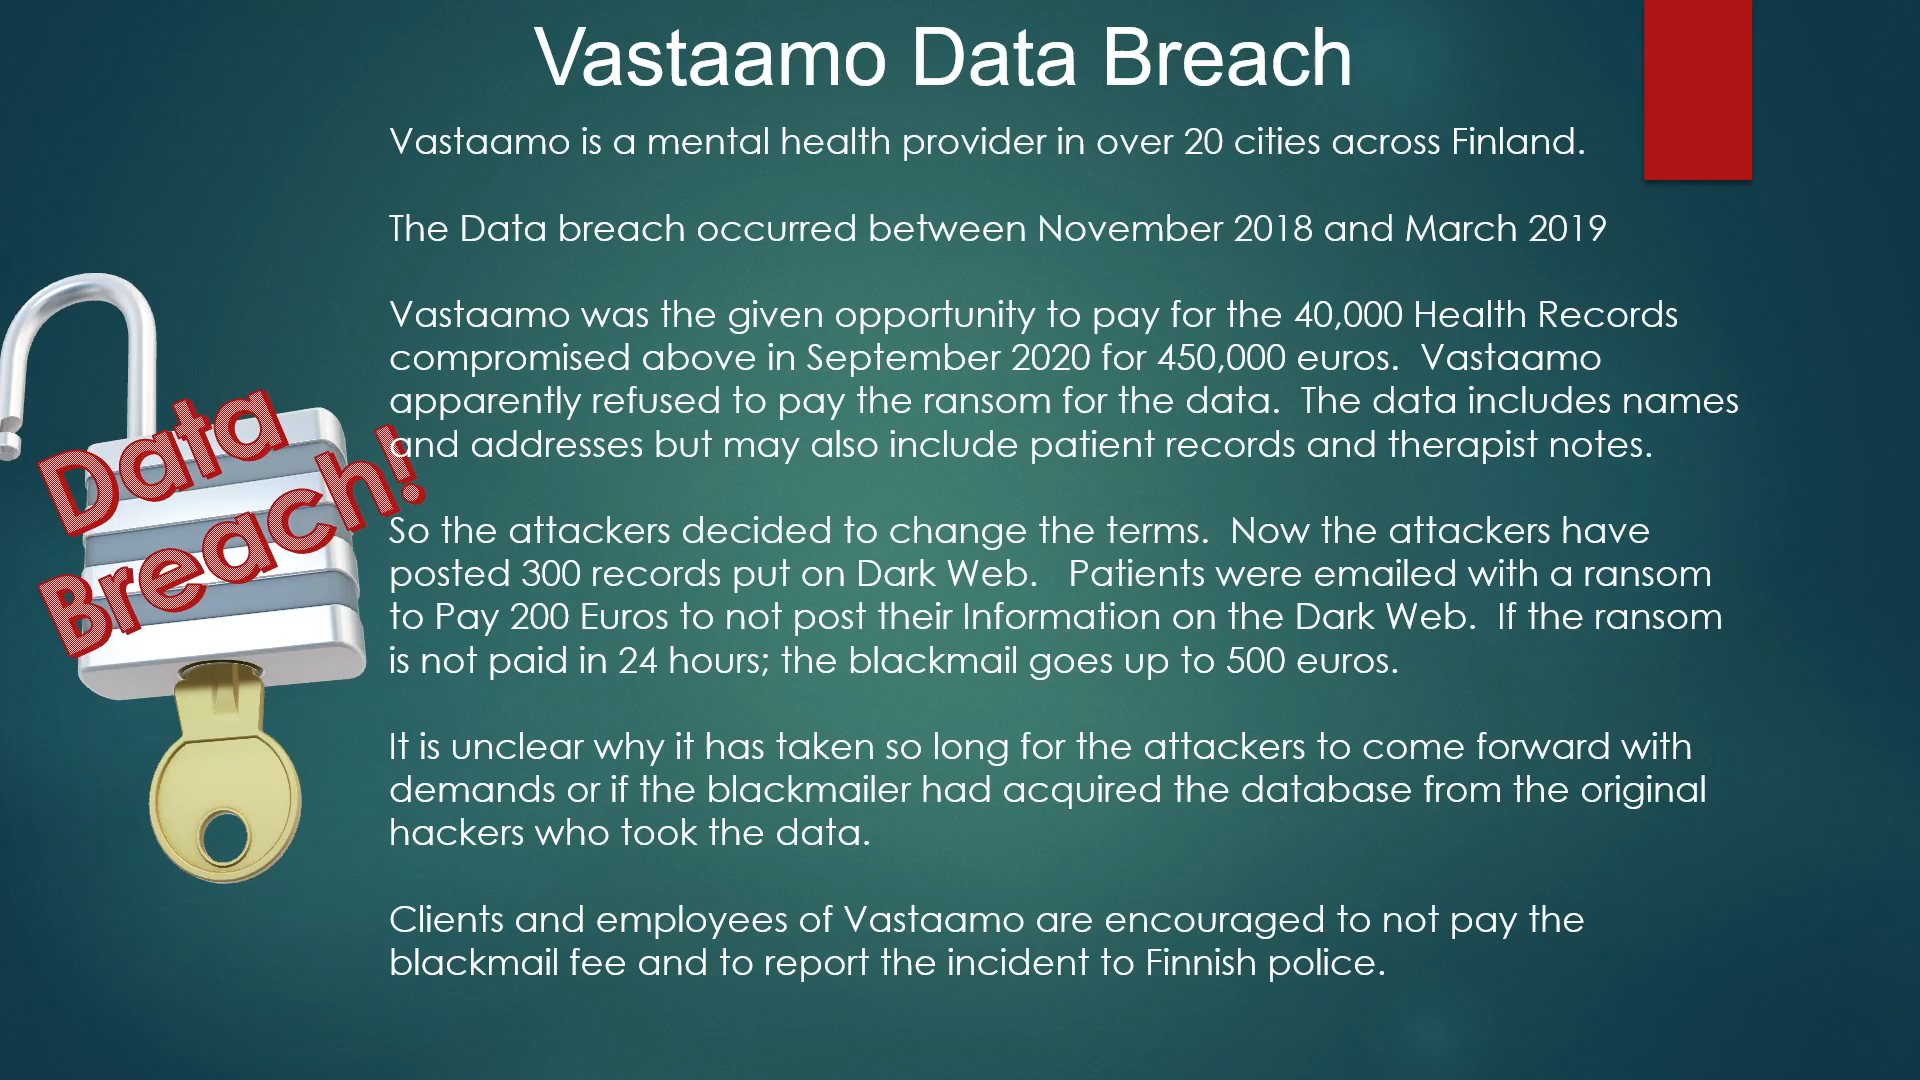 Vastaamo Data Breach
Vastaamo is a mental health provider in over 20 cities across Finland.
The Data breach occurred between November 2018 and March 2019
Vastaamo was the given opportunity to pay for the 40,000 Health Records
compromised above in September 2020 for 450,000 euros.  Vastaamo
apparently refused to pay the ransom for the data.  The data includes names
and addresses but may also include patient records and therapist notes.
So the attackers decided to change the terms.  Now the attackers have
posted 300 records put on Dark Web.   Patients were emailed with a ransom
to Pay 200 Euros to not post their Information on the Dark Web.  If the ransom
is not paid in 24 hours; the blackmail goes up to 500 euros.
It is unclear why it has taken so long for the attackers to come forward with
demands or if the blackmailer had acquired the database from the original
hackers who took the data.
Clients and employees of Vastaamo are encouraged to not pay the
blackmail fee and to report the incident to Finnish police.
Data
Breach!